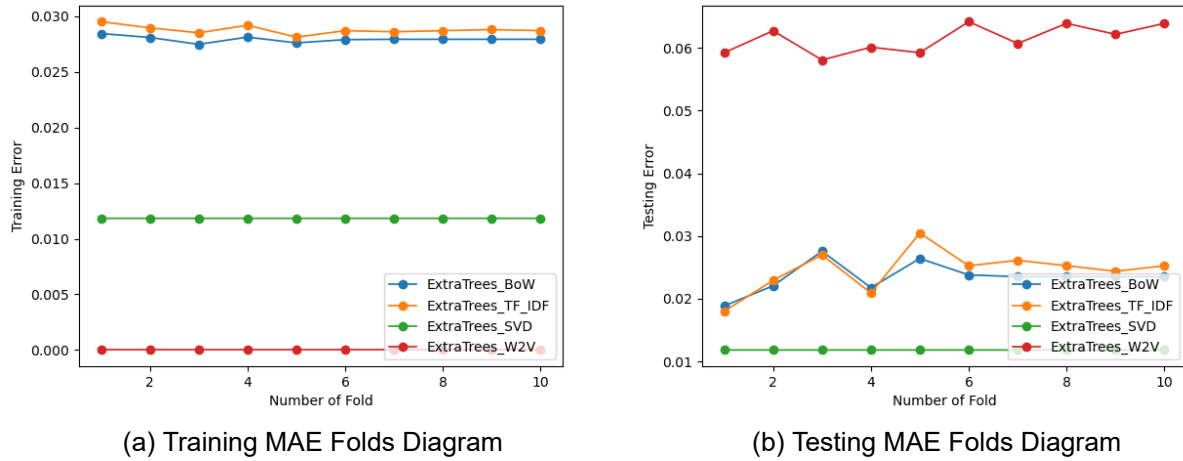 0.030
0.025
0.020
0.015
0.010
0.005
0.000
Training Error
2 4 6 8 10
Number of Fold
ExtraTrees_BoW
ExtraTrees_TF_IDF
ExtraTrees_SVD
ExtraTrees_W2V
(a) Training MAE Folds Diagram
0.06
0.05
0.04
0.03
0.02
0.01
Testing Error
2 4 6 8 10
Number of Fold
ExtraTrees_BoW
ExtraTrees_TF_IDF
ExtraTrees_SVD
ExtraTrees_W2V
(b) Testing MAE Folds Diagram